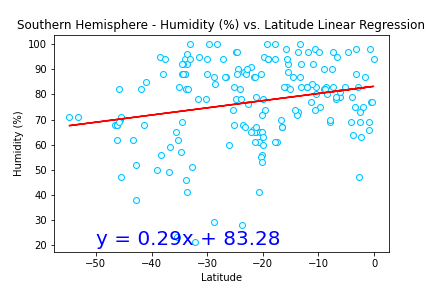 Southern Hemisphere - Humidity (%) vs. Latitude Linear Regression
100
90
80
70
60
50
40
30
20
Humidity (%)
y = 0.29x + 83.28
−50 −40 −30 −20 −10 0
Latitude